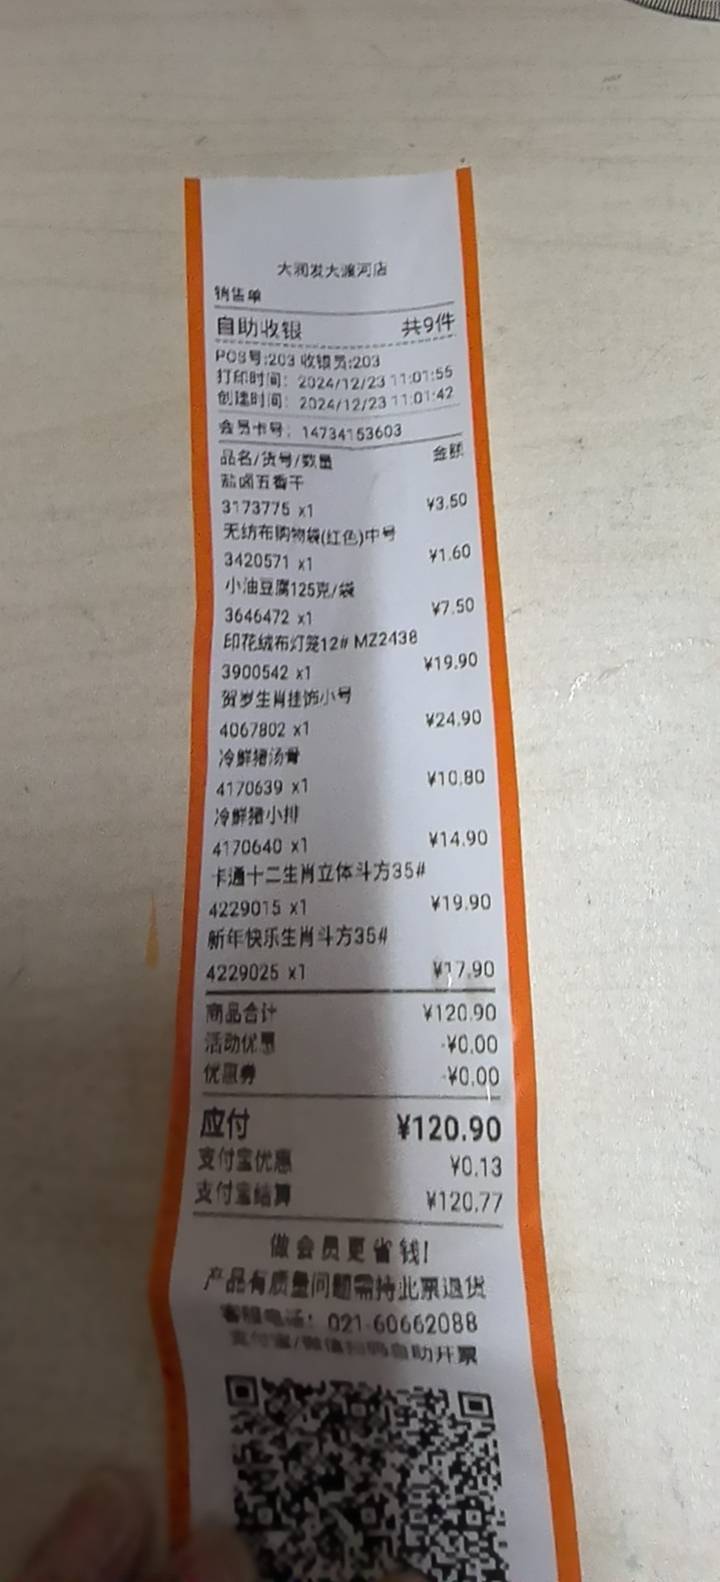 大润发大渡河店
销售单
自助收银 共9件
POS号:203 收银员:203
打印时间: 2024/12/23 11:01:55
创建时间: 2024/12/23 11:01:42
会员卡号: 14734153603
品名/货号/数量 金额
盐卤五香干
3173775 x1 ¥3.50
无纺布购物袋(红色)中号
3420571 x1 ¥1.60
小油豆腐125克/袋
3646472 x1 ¥7.50
印花绒布灯笼12# MZ2438
3900542 x1 ¥19.90
贺岁生肖挂饰小号
4067802 x1 ¥24.90
冷鲜猪汤骨
4170639 x1 ¥10.80
冷鲜猪小排
4170640 x1 ¥14.90
卡通十二生肖立体斗方35#
4229015 x1 ¥19.90
新年快乐生肖斗方35#
4229025 x1 ¥17.90
商品合计 ¥120.90
活动优惠 -¥0.00
优惠券 -¥0.00
应付 ¥120.90
支付宝优惠 ¥0.13
支付宝结算 ¥120.77
做会员更省钱!
产品有质量问题需持此票退货
客服电话: 021-60662088
支付宝/微信扫码自助开票